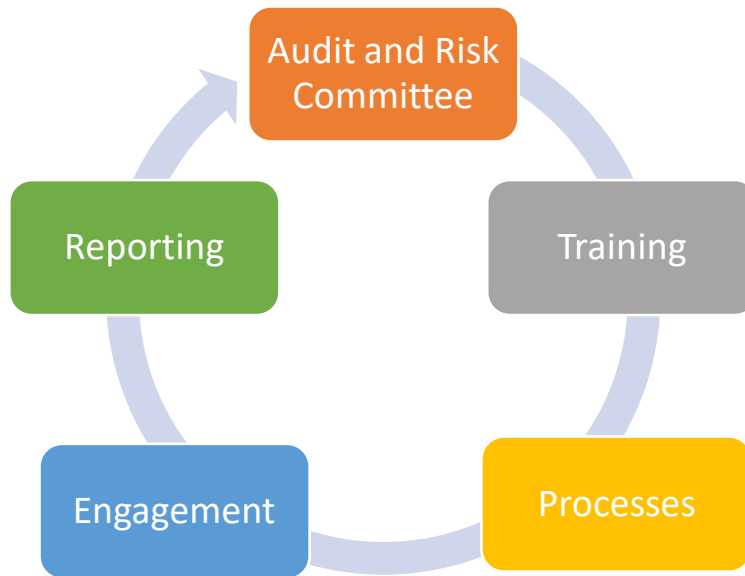 Audit and Risk
Committee
Training
Processes
Engagement
Reporting